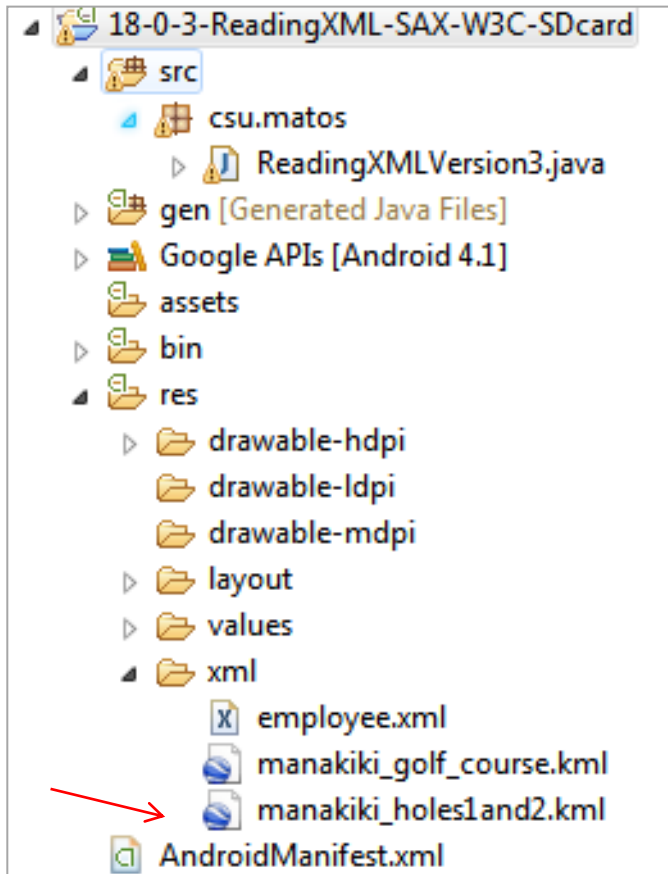 18-0-3-ReadingXML-SAX-W3C-SDcard
src
csu.matos
ReadingXMLVersion3.java
gen [Generated Java Files]
Google APIs [Android 4.1]
assets
bin
res
drawable-hdpi
drawable-ldpi
drawable-mdpi
layout
values
xml
employee.xml
manakiki_golf_course.kml
manakiki_holes1and2.kml
AndroidManifest.xml